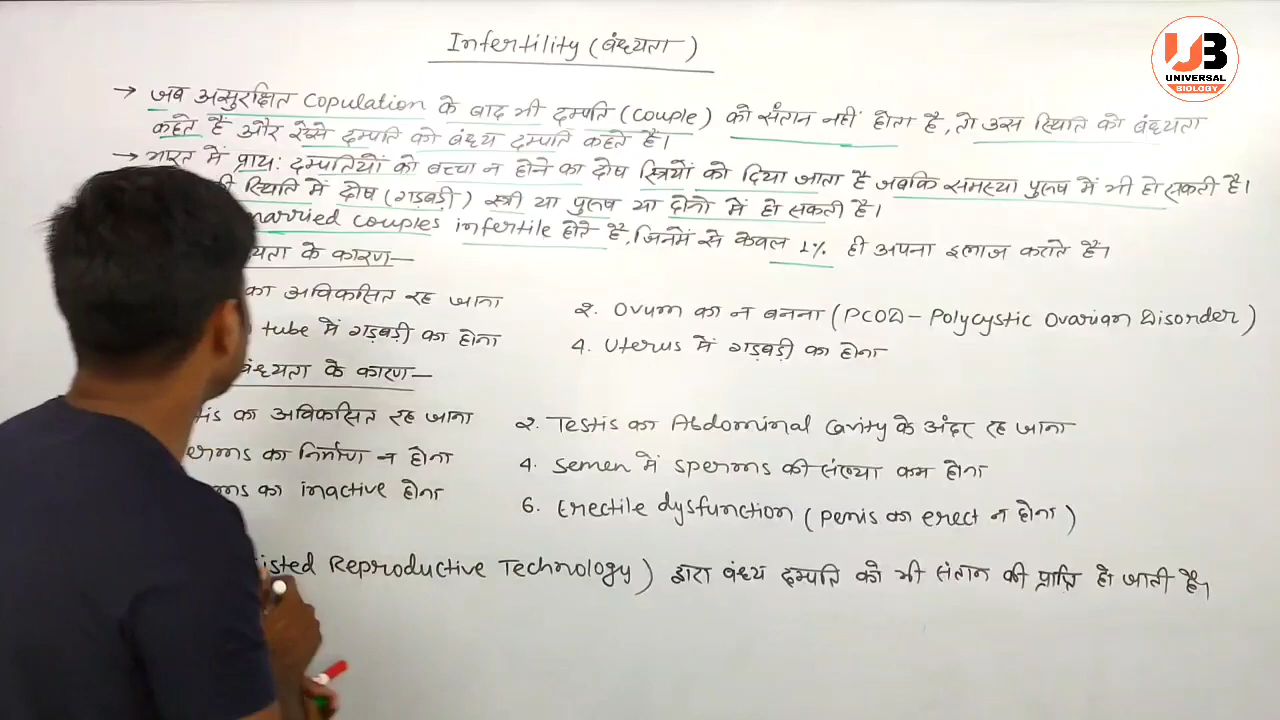 Infertility (बंध्यता)
UNIVERSAL
BIOLOGY
→ जब असुरक्षित copulation के बाद भी दम्पति (couple) को संतान नहीं होता है, तो उस स्थिति को बंध्यता
कहते हैं और ऐसे दम्पति को बंध्य दम्पति कहते हैं।
→ भारत में प्राय: दम्पतियों को बच्चा न होने का दोष स्त्रियों को दिया जाता है जबकि समस्या पुरुष में भी हो सकती है।
स्थिति में दोष (गड़बड़ी) स्त्री या पुरुष या दोनो में हो सकती है।
married couples infertile होते है, जिनमें से केवल 1% ही अपना इलाज कराते हैं।
के कारण—
का अविकसित रह जाना
2. Ovum का न बनना (PCOD - Polycystic Ovarian Disorder)
tube में गड़बड़ी का होना
4. Uterus में गड़बड़ी का होना
बंध्यता के कारण—
का अविकसित रह जाना
2. Testis का Abdominal Cavity के अंदर रह जाना
का निर्माण न होना
4. Semen में sperms की संख्या कम होना
का inactive होना
6. Erectile dysfunction (Penis का erect न होना)
Reproductive Technology) द्वारा बंध्य दम्पति को भी संतान की प्राप्ति हो जाती है।